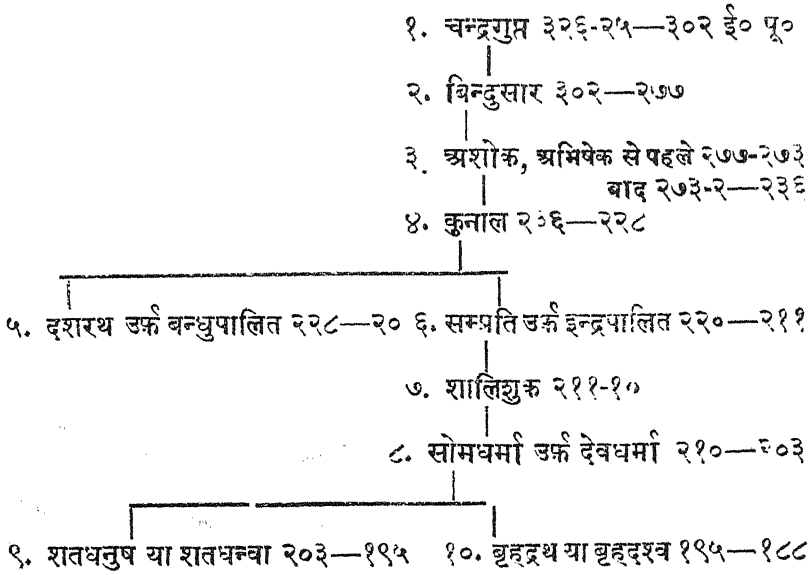 १. चन्द्रगुप्त ३२६-२५—३०२ ई० पू०
२. बिन्दुसार ३०२—२७७
३. अशोक, अभिषेक से पहले २७७-२७३
बाद २७३-२—२३६
४. कुनाल २३६—२२८
५. दशरथ उर्फ़ बन्धुपालित २२८—२० ६. सम्प्रति उर्फ़ इन्द्रपालित २२०—२११
७. शालिशुक २११-१०
८. सोमधर्मा उर्फ़ देवधर्मा २१०—२०३
९. शतधनुष या शतधन्वा २०३—१९५ १०. बृहद्रथ या बृहदश्व १९५—१८८